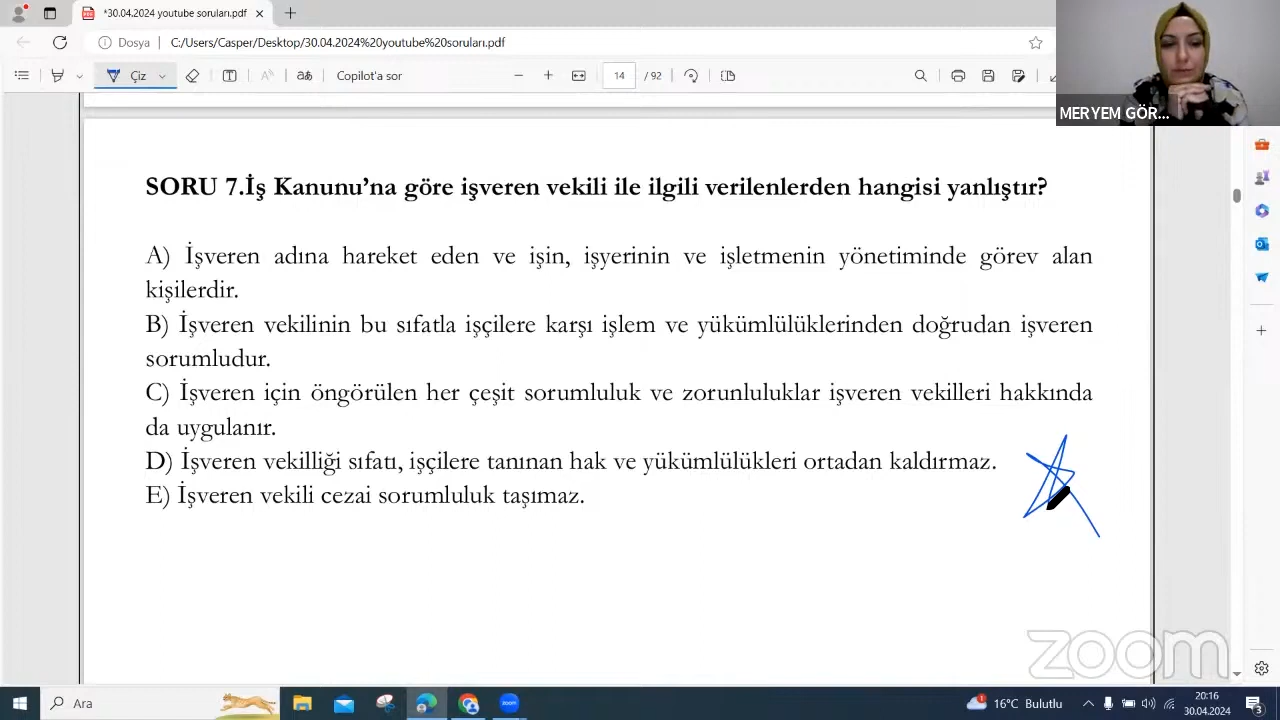 *30.04.2024 youtube soruları.pdf
Dosya
C:/Users/Casper/Desktop/30.04.2024%20youtube%20soruları.pdf
Çiz
Copilot'a sor
14 / 92
MERYEM GÖR...
SORU 7.İş Kanunu’na göre işveren vekili ile ilgili verilenlerden hangisi yanlıştır?
A) İşveren adına hareket eden ve işin, işyerinin ve işletmenin yönetiminde görev alan
kişilerdir.
B) İşveren vekilinin bu sıfatla işçilere karşı işlem ve yükümlülüklerinden doğrudan işveren
sorumludur.
C) İşveren için öngörülen her çeşit sorumluluk ve zorunluluklar işveren vekilleri hakkında
da uygulanır.
D) İşveren vekilliği sıfatı, işçilere tanınan hak ve yükümlülükleri ortadan kaldırmaz.
E) İşveren vekili cezai sorumluluk taşımaz.
zoom
Ara
zoom
1
16°C Bulutlu
20:16
30.04.2024
3